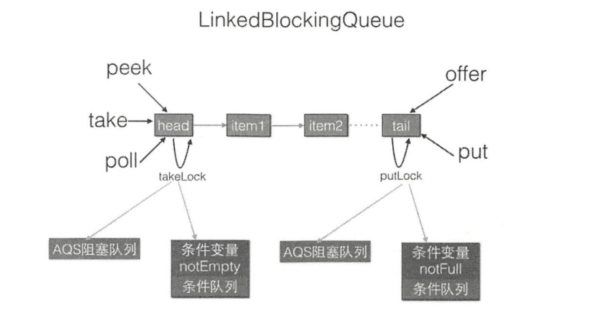 LinkedBlockingQueue
peek
offer
take
head
item1
item2
tail
poll
put
takeLock
putLock
AQS阻塞队列
条件变量
notEmpty
条件队列
AQS阻塞队列
条件变量
notFull
条件队列